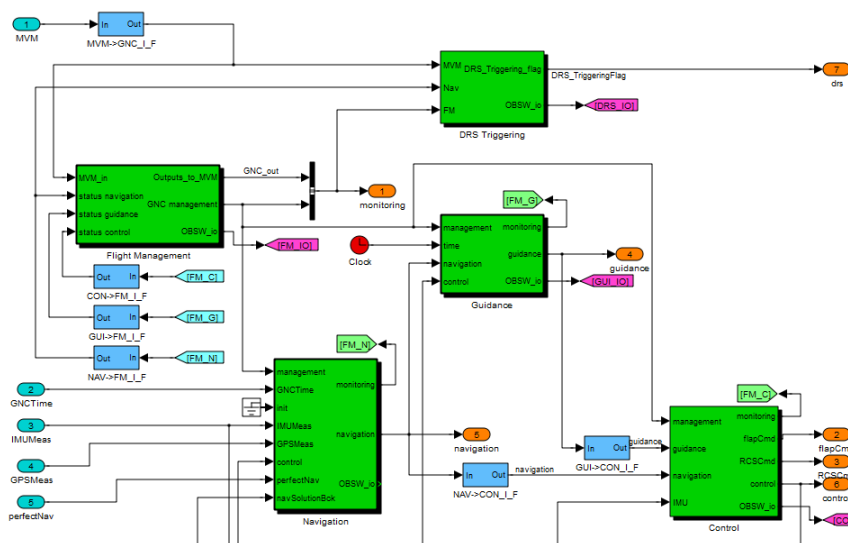 1
MVM
In Out
MVM->GNC_I_F
MVM
Nav
FM
DRS_Triggering_flag
OBSW_io
DRS Triggering
DRS_TriggeringFlag
7
drs
[DRS_IO]
MVM_in
status navigation
status guidance
status control
Outputs_to_MVM
GNC management
OBSW_io
Flight Management
GNC_out
1
monitoring
[FM_IO]
Clock
Out In
CON->FM_I_F
[FM_C]
Out In
GUI->FM_I_F
[FM_G]
Out In
NAV->FM_I_F
[FM_N]
[FM_G]
management
time
navigation
control
monitoring
guidance
OBSW_io
Guidance
4
guidance
[GUI_IO]
2
GNCTime
3
IMUMeas
4
GPSMeas
5
perfectNav
[FM_N]
management
GNCTime
init
IMUMeas
GPSMeas
control
perfectNav
navSolutionBok
monitoring
navigation
OBSW_io
Navigation
5
navigation
In Out
NAV->CON_I_F
navigation
In Out
GUI->CON_I_F
guidance
[FM_C]
management
guidance
navigation
IMU
monitoring
flapCmd
RCSCmd
control
OBSW_io
Control
2
flapCmd
3
RCSCm
6
control